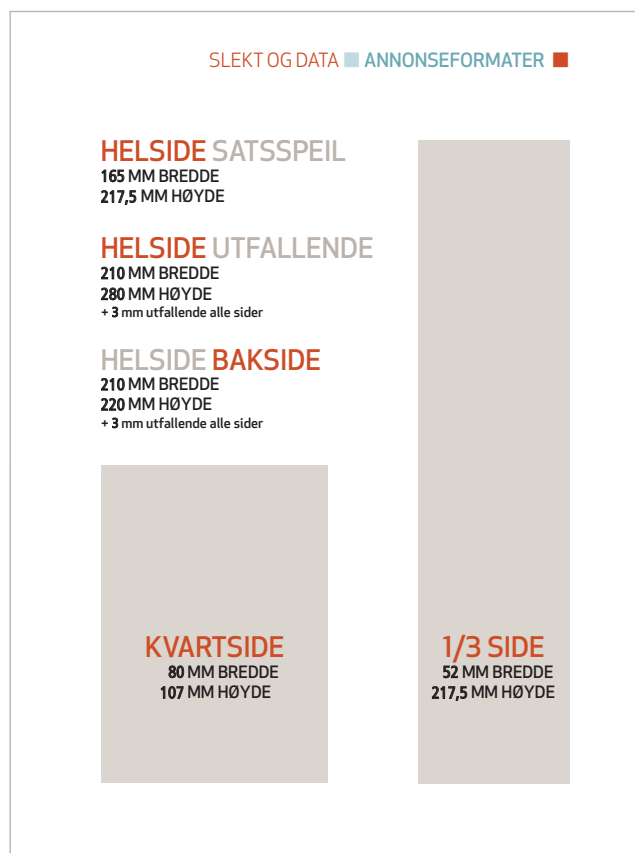 SLEKT OG DATA ANNONSEFORMATER
HELSIDE SATSSPEIL
165 MM BREDDE
217,5 MM HØYDE
HELSIDE UTFALLENDE
210 MM BREDDE
280 MM HØYDE
+ 3 mm utfallende alle sider
HELSIDE BAKSIDE
210 MM BREDDE
220 MM HØYDE
+ 3 mm utfallende alle sider
KVARTSIDE
80 MM BREDDE
107 MM HØYDE
1/3 SIDE
52 MM BREDDE
217,5 MM HØYDE